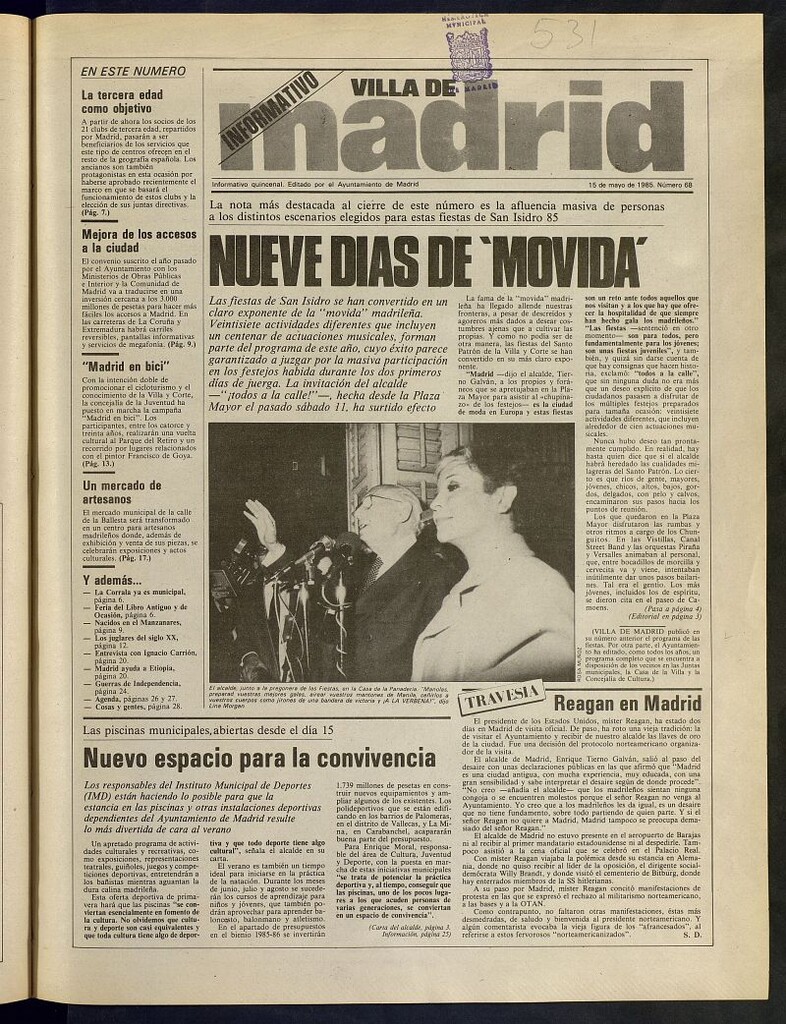 HEMEROTECA
MUNICIPAL
MADRID
531
EN ESTE NUMERO
La tercera edad
como objetivo
A partir de ahora los socios de los
21 clubs de tercera edad, repartidos
por Madrid, pasarán a ser
beneficiarios de los servicios que
este tipo de centros ofrecen en el
resto de la geografía española. Los
ancianos son también
protagonistas en esta ocasión por
haberse aprobado recientemente el
marco en que se basará el
funcionamiento de estos clubs y la
elección de sus juntas directivas.
(Pág. 7.)
Mejora de los accesos
a la ciudad
El convenio suscrito el año pasado
por el Ayuntamiento con los
Ministerios de Obras Públicas
e Interior y la Comunidad de
Madrid va a traducirse en una
inversión cercana a los 3.000
millones de pesetas para hacer más
fáciles los accesos a Madrid. En
las carreteras de La Coruña y
Extremadura habrá carriles
reversibles, pantallas informativas
y servicios de megafonía. (Pág. 9.)
"Madrid en bici"
Con la intención doble de
promocionar el cicloturismo y el
conocimiento de la Villa y Corte,
la concejalía de la Juventud ha
puesto en marcha la campaña
"Madrid en bici". Los
participantes, entre los catorce y
treinta años, realizarán una vuelta
cultural al Parque del Retiro y un
recorrido por lugares relacionados
con el pintor Francisco de Goya.
(Pág. 13.)
Un mercado de
artesanos
El mercado municipal de la calle
de la Ballesta será transformado
en un centro para artesanos
madrileños donde, además de
exhibición y venta de sus piezas, se
celebrarán exposiciones y actos
culturales. (Pág. 17.)
Y además...
— La Corrala ya es municipal,
página 6.
— Feria del Libro Antiguo y de
Ocasión, página 6.
— Nacidos en el Manzanares,
página 9.
— Los juglares del siglo XX,
página 12.
— Entrevista con Ignacio Carrión,
página 20.
— Madrid ayuda a Etiopía,
página 20.
— Guerras de Independencia,
página 24.
— Agenda, páginas 26 y 27.
— Cosas y gentes, página 28.
INFORMATIVO
VILLA DE
madrid
Informativo quincenal. Editado por el Ayuntamiento de Madrid
15 de mayo de 1985. Número 68
La nota más destacada al cierre de este número es la afluencia masiva de personas
a los distintos escenarios elegidos para estas fiestas de San Isidro 85
NUEVE DIAS DE 'MOVIDA'
Las fiestas de San Isidro se han convertido en un
claro exponente de la "movida" madrileña.
Veintisiete actividades diferentes que incluyen
un centenar de actuaciones musicales, forman
parte del programa de este año, cuyo éxito parece
garantizado a juzgar por la masiva participación
en los festejos habida durante los dos primeros
días de juerga. La invitación del alcalde
—"¡todos a la calle!"—, hecha desde la Plaza
Mayor el pasado sábado 11, ha surtido efecto
La fama de la "movida" madri-
leña ha llegado allende nuestras
fronteras, a pesar de descreídos y
agoreros más dados a desear cos-
tumbres ajenas que a cultivar las
propias. Y como no podía ser de
otra manera, las fiestas del Santo
Patrón de la Villa y Corte se han
convertido en su más claro expo-
nente.
"Madrid —dijo el alcalde, Tier-
no Galván, a los propios y forá-
neos que se apretujaban en la Pla-
za Mayor para asistir al «chupina-
zo» de los festejos— es la ciudad
de moda en Europa y estas fiestas
son un reto ante todos aquellos que
nos visitan y a los que hay que ofre-
cer la hospitalidad de que siempre
han hecho gala los madrileños."
"Las fiestas —sentenció en otro
momento— son para todos, pero
fundamentalmente para los jóvenes;
son unas fiestas juveniles", y tam-
bién, y quizá sin darse cuenta de
que hay consignas que hacen histo-
ria, exclamó: "todos a la calle",
que sin ninguna duda no era más
que un deseo explícito de que los
ciudadanos pasasen a disfrutar de
los múltiples festejos preparados
para tamaña ocasión: veintisiete
actividades diferentes, que incluyen
alrededor de cien actuaciones mu-
sicales.
Nunca hubo deseo tan pronta-
mente cumplido. En realidad, hay
hasta quien dice que si el alcalde
habrá heredado las cualidades mi-
lagreras del Santo Patrón. Lo cier-
to es que ríos de gente, mayores,
jóvenes, chicos, altos, bajos, gor-
dos, delgados, con pelo y calvos,
encaminaron sus pasos hacia los
puntos de reunión.
Los que quedaron en la Plaza
Mayor disfrutaron las rumbas y
otros ritmos a cargo de los Chun-
guitos. En las Vistillas, Canal
Street Band y las orquestas Piraña
y Versalles animaban al personal,
que, entre bocadillos de morcilla y
cervecita va y viene, intentaban
inútilmente dar unos pasos bailari-
nes. Tal era el gentío. Los más
jóvenes, incluidos los de espíritu,
se dieron cita en el paseo de Ca-
moens.
(Pasa a página 4)
(Editorial en página 3)
(VILLA DE MADRID publicó en
su número anterior el programa de las
fiestas. Por otra parte, el Ayuntamien-
to ha editado, como todos los años, un
programa completo que se encuentra a
disposición de los vecinos en las Juntas
municipales, la Casa de la Villa y la
Concejalía de Cultura.)
ROSA MUÑOZ
El alcalde, junto a la pregonera de las Fiestas, en la Casa de la Panadería. "Manolas,
preparad vuestras mejores galas, airear vuestros mantones de Manila, ceñirlos a
vuestros cuerpos como jirones de una bandera de victoria y ¡A LA VERBENA!", dijo
Lina Morgan
Las piscinas municipales, abiertas desde el día 15
Nuevo espacio para la convivencia
Los responsables del Instituto Municipal de Deportes
(IMD) están haciendo lo posible para que la
estancia en las piscinas y otras instalaciones deportivas
dependientes del Ayuntamiento de Madrid resulte
lo más divertida de cara al verano
Un apretado programa de activi-
dades culturales y recreativas, co-
mo exposiciones, representaciones
teatrales, guiñoles, juegos y compe-
ticiones deportivas, entretendrán a
los bañistas mientras aguantan la
dura calina madrileña.
Esta oferta deportiva de prima-
vera hará que las piscinas "se con-
viertan esencialmente en fomento de
la cultura. No olvidemos que cultu-
ra y deporte son casi equivalentes y
que toda cultura tiene algo de depor-
tiva y que todo deporte tiene algo
cultural", señala el alcalde en su
carta.
El verano es también un tiempo
ideal para iniciarse en la práctica
de la natación. Durante los meses
de junio, julio y agosto se sucede-
rán los cursos de aprendizaje para
niños y jóvenes, que también po-
drán aprovechar para aprender ba-
loncesto, balonmano y atletismo.
En el apartado de presupuestos
en el bienio 1985-86 se invertirán
1.739 millones de pesetas en cons-
truir nuevos equipamientos y am-
pliar algunos de los existentes. Los
polideportivos que se están edifi-
cando en los barrios de Palomeras,
en el distrito de Vallecas, y La Mi-
na, en Carabanchel, acapararán
buena parte del presupuesto.
Para Enrique Moral, responsa-
ble del área de Cultura, Juventud
y Deporte, con la puesta en mar-
cha de estas iniciativas municipales
"se trata de potenciar la práctica
deportiva y, al tiempo, conseguir que
las piscinas, uno de los pocos luga-
res a los que acuden personas de
varias generaciones, se convier-
tan en un espacio de convivencia".
(Carta del alcalde, página 3.
Información, página 25)
TRAVESIA
Reagan en Madrid
El presidente de los Estados Unidos, míster Reagan, ha estado dos
días en Madrid de visita oficial. De paso, ha roto una vieja tradición: la
de visitar el Ayuntamiento y recibir de nuestro alcalde las llaves de oro
de la ciudad. Fue una decisión del protocolo norteamericano organiza-
dor de la visita.
El alcalde de Madrid, Enrique Tierno Galván, salió al paso del
desaire con unas declaraciones públicas en las que afirmó que "Madrid
es una ciudad antigua, con mucha experiencia, muy educada, con una
gran sensibilidad y sabe interpretar el desaire según de donde procede".
"No creo —añadía el alcalde— que los madrileños sientan ninguna
congoja o se encuentren molestos porque el señor Reagan no venga al
Ayuntamiento. Yo creo que a los madrileños les da igual, es un desaire
que no tiene fundamento, sobre todo partiendo de quien parte. Y si el
señor Reagan no quiere a Madrid, Madrid tampoco se preocupa dema-
siado del señor Reagan."
El alcalde de Madrid no estuvo presente en el aeropuerto de Barajas
ni al recibir al primer mandatario estadounidense ni al despedirle. Tam-
poco asistió a la cena oficial que se celebró en el Palacio Real.
Con míster Reagan viajaba la polémica desde su estancia en Alema-
nia, donde no quiso recibir al líder de la oposición, el dirigente social-
demócrata Willy Brandt, y donde visitó el cementerio de Bitburg, donde
hay enterrados miembros de la SS hitleriana.
A su paso por Madrid, míster Reagan concitó manifestaciones de
protesta en las que se expresó el rechazo al militarismo norteamericano,
a las bases y a la OTAN.
Como contrapunto, no faltaron otras manifestaciones, éstas más
desmedradas, de saludo y bienvenida al presidente norteamericano. Y
algún comentarista evocaba la vieja figura de los "afrancesados", al
referirse a estos fervorosos "norteamericanizados".
S. D.